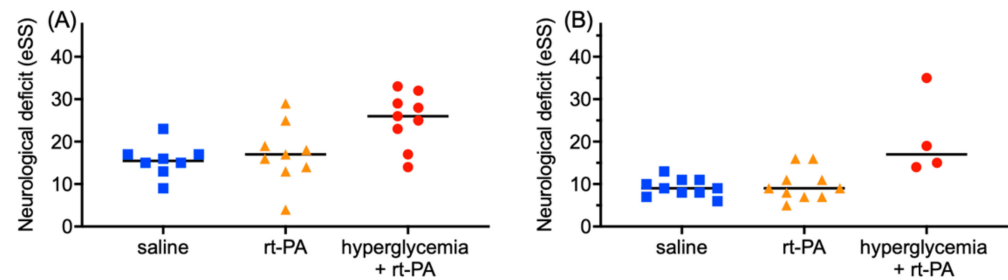 (A)
Neurological deficit (eSS)
40
30
20
10
0
saline
rt-PA
hyperglycemia
+ rt-PA
(B)
Neurological deficit (eSS)
40
30
20
10
0
saline
rt-PA
hyperglycemia
+ rt-PA